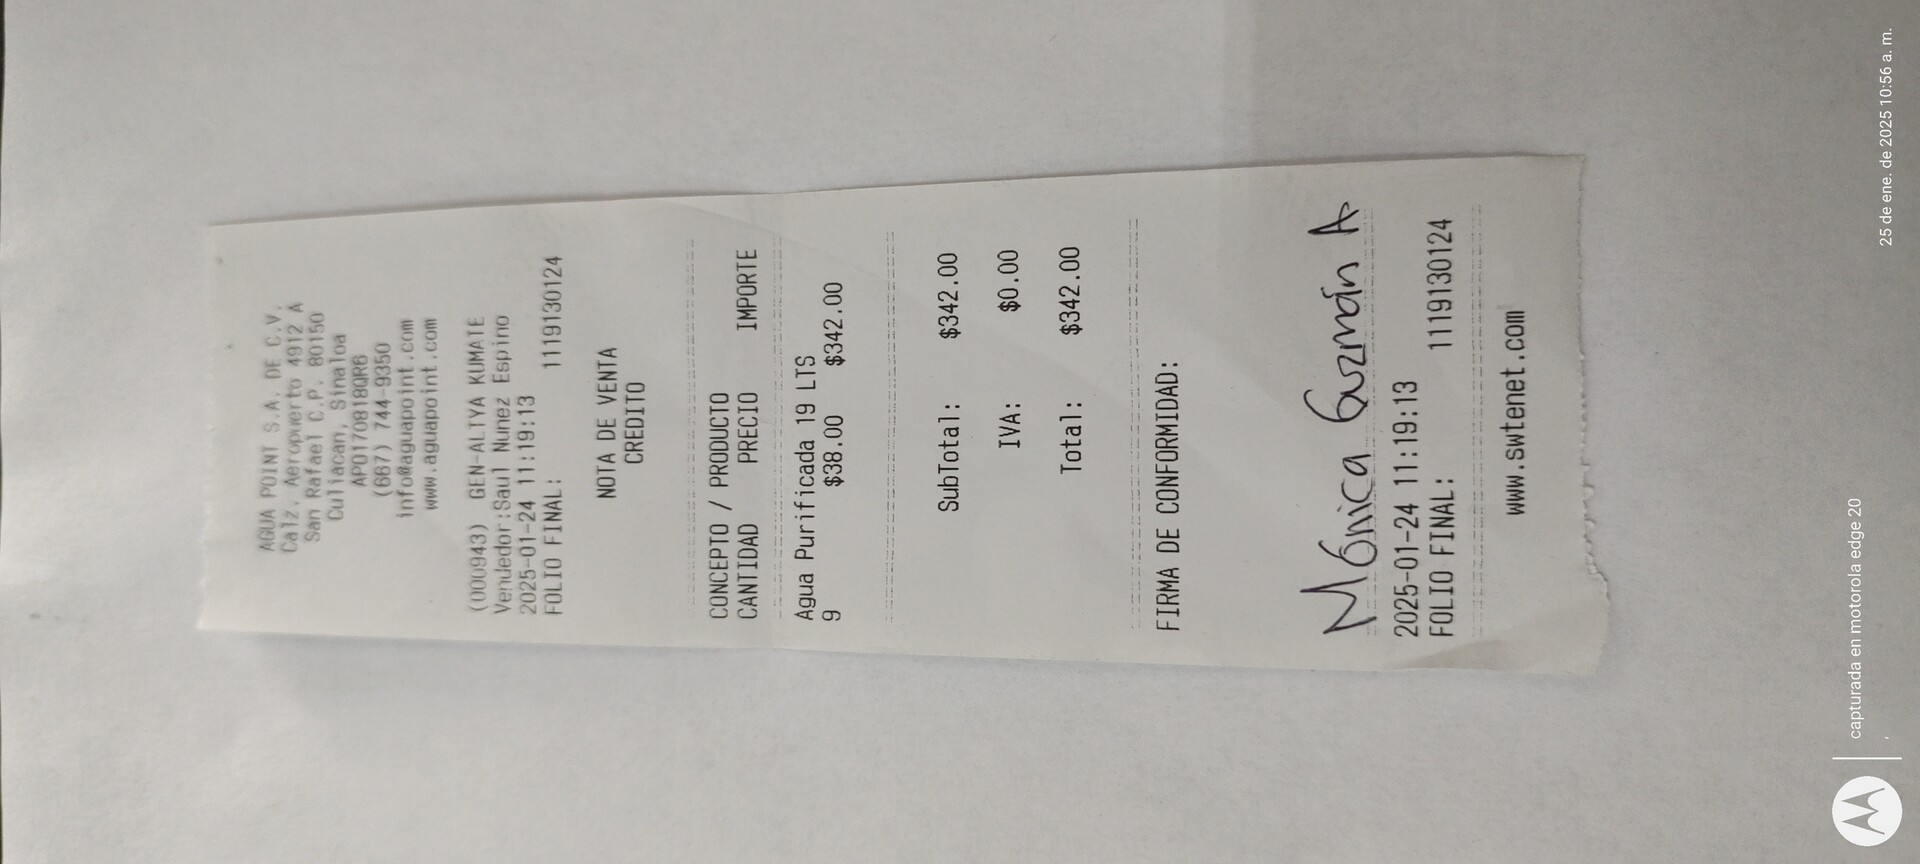 AGUA POINT S.A. DE C.V.
Calz. Aeropuerto 4912 A
San Rafael C.P. 80150
Culiacan, Sinaloa
APO170818QR6
(667) 744-9350
info@aguapoint.com
www.aguapoint.com
(000943) GEN-ALTYA KUMATE
Vendedor:Saul Nunez Espino
2025-01-24 11:19:13
FOLIO FINAL: 1119130124
NOTA DE VENTA
CREDITO
CONCEPTO / PRODUCTO
CANTIDAD PRECIO IMPORTE
Agua Purificada 19 LTS
9 $38.00 $342.00
SubTotal: $342.00
IVA: $0.00
Total: $342.00
FIRMA DE CONFORMIDAD:
Mónica Guzmán A
2025-01-24 11:19:13
FOLIO FINAL: 1119130124
www.swtenet.com
capturada en motorola edge 20
25 de ene. de 2025 10:56 a. m.